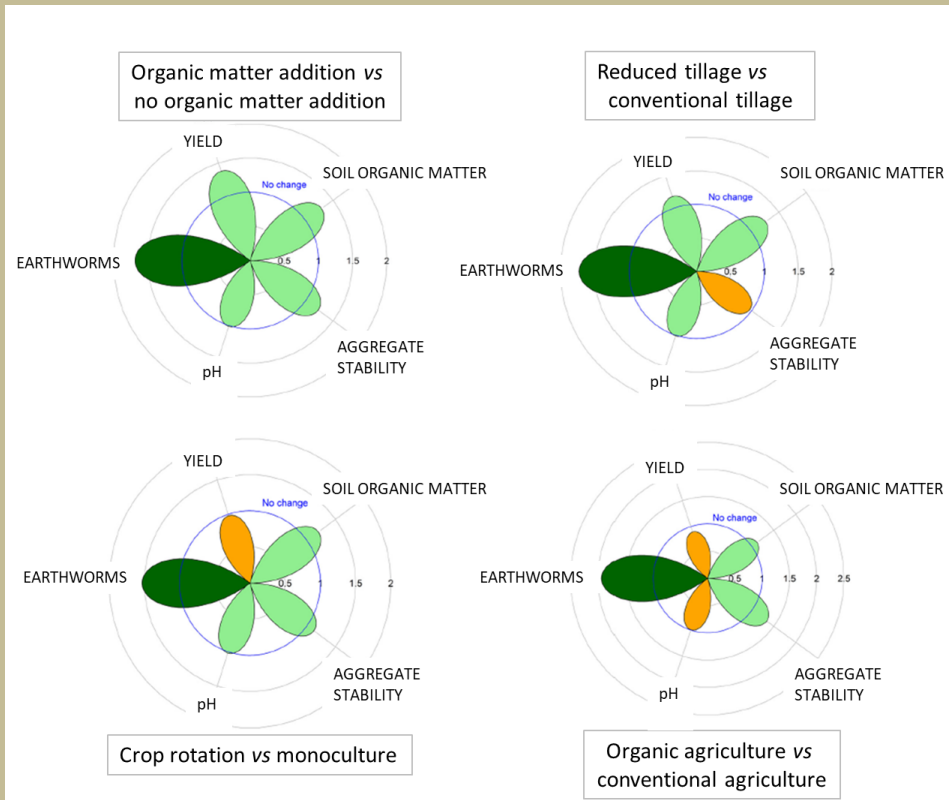 Organic matter addition vs
no organic matter addition
YIELD
SOIL ORGANIC MATTER
No change
EARTHWORMS
0.5 1 1.5 2
AGGREGATE
STABILITY
pH
Reduced tillage vs
conventional tillage
YIELD
SOIL ORGANIC MATTER
No change
EARTHWORMS
0.5 1 1.5 2
AGGREGATE
STABILITY
pH
YIELD
SOIL ORGANIC MATTER
No change
EARTHWORMS
0.5 1 1.5 2
AGGREGATE
STABILITY
pH
Crop rotation vs monoculture
YIELD
SOIL ORGANIC MATTER
No change
EARTHWORMS
0.5 1 1.5 2 2.5
AGGREGATE
STABILITY
pH
Organic agriculture vs
conventional agriculture